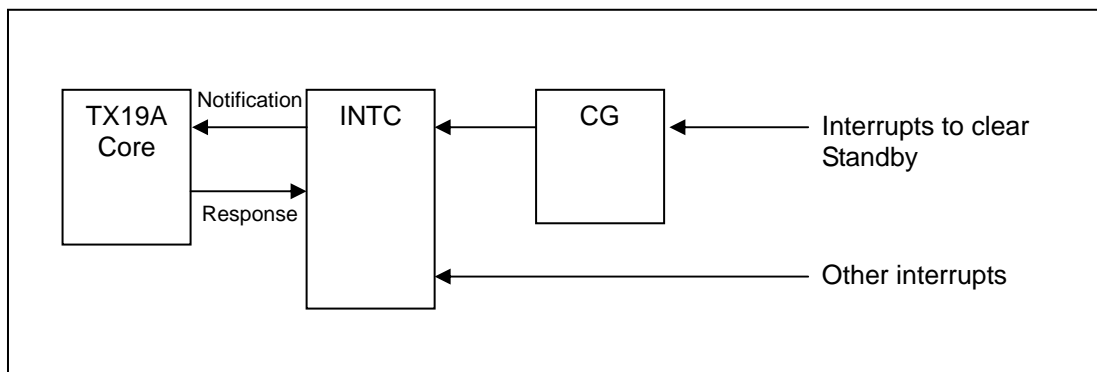 Notification
TX19A
Core
INTC
CG
Interrupts to clear
Standby
Response
Other interrupts